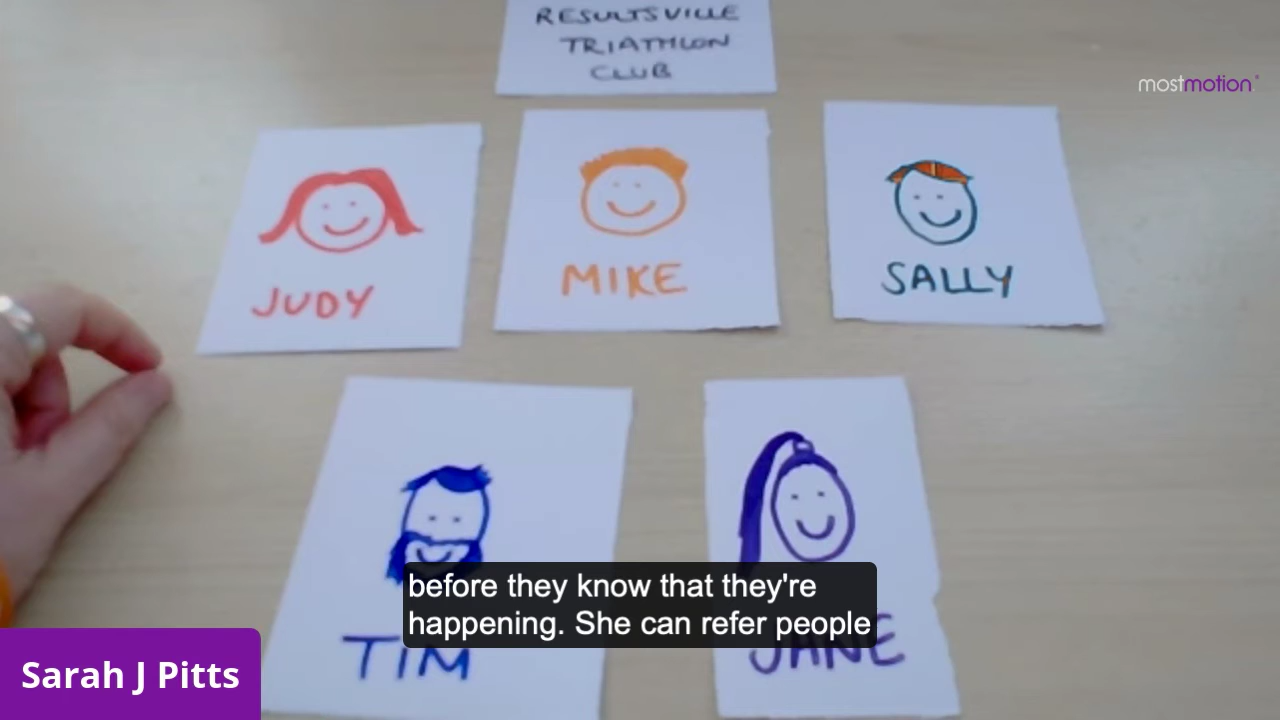 RESULTSVILLE
TRIATHLON
CLUB
mostmotion
JUDY
MIKE
SALLY
before they know that they're
happening. She can refer people
TIM
JANE
Sarah J Pitts